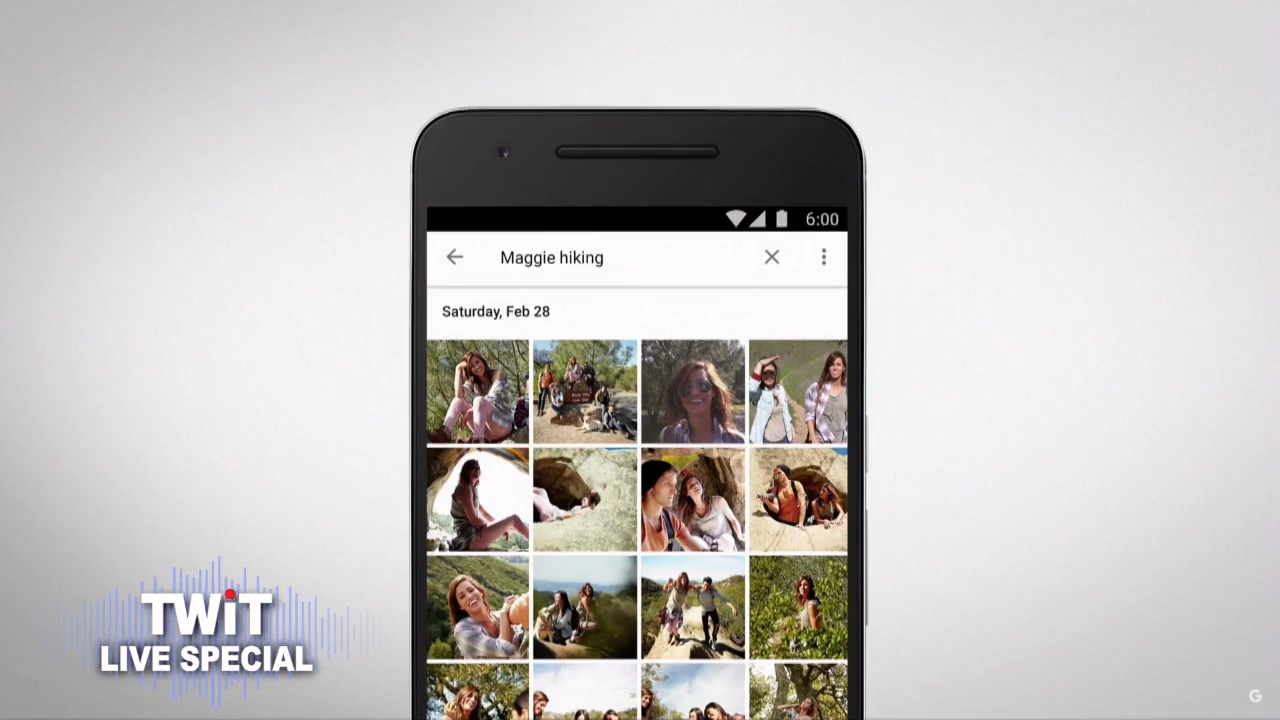 6:00
Maggie hiking
Saturday, Feb 28
TWiT
LIVE SPECIAL
G